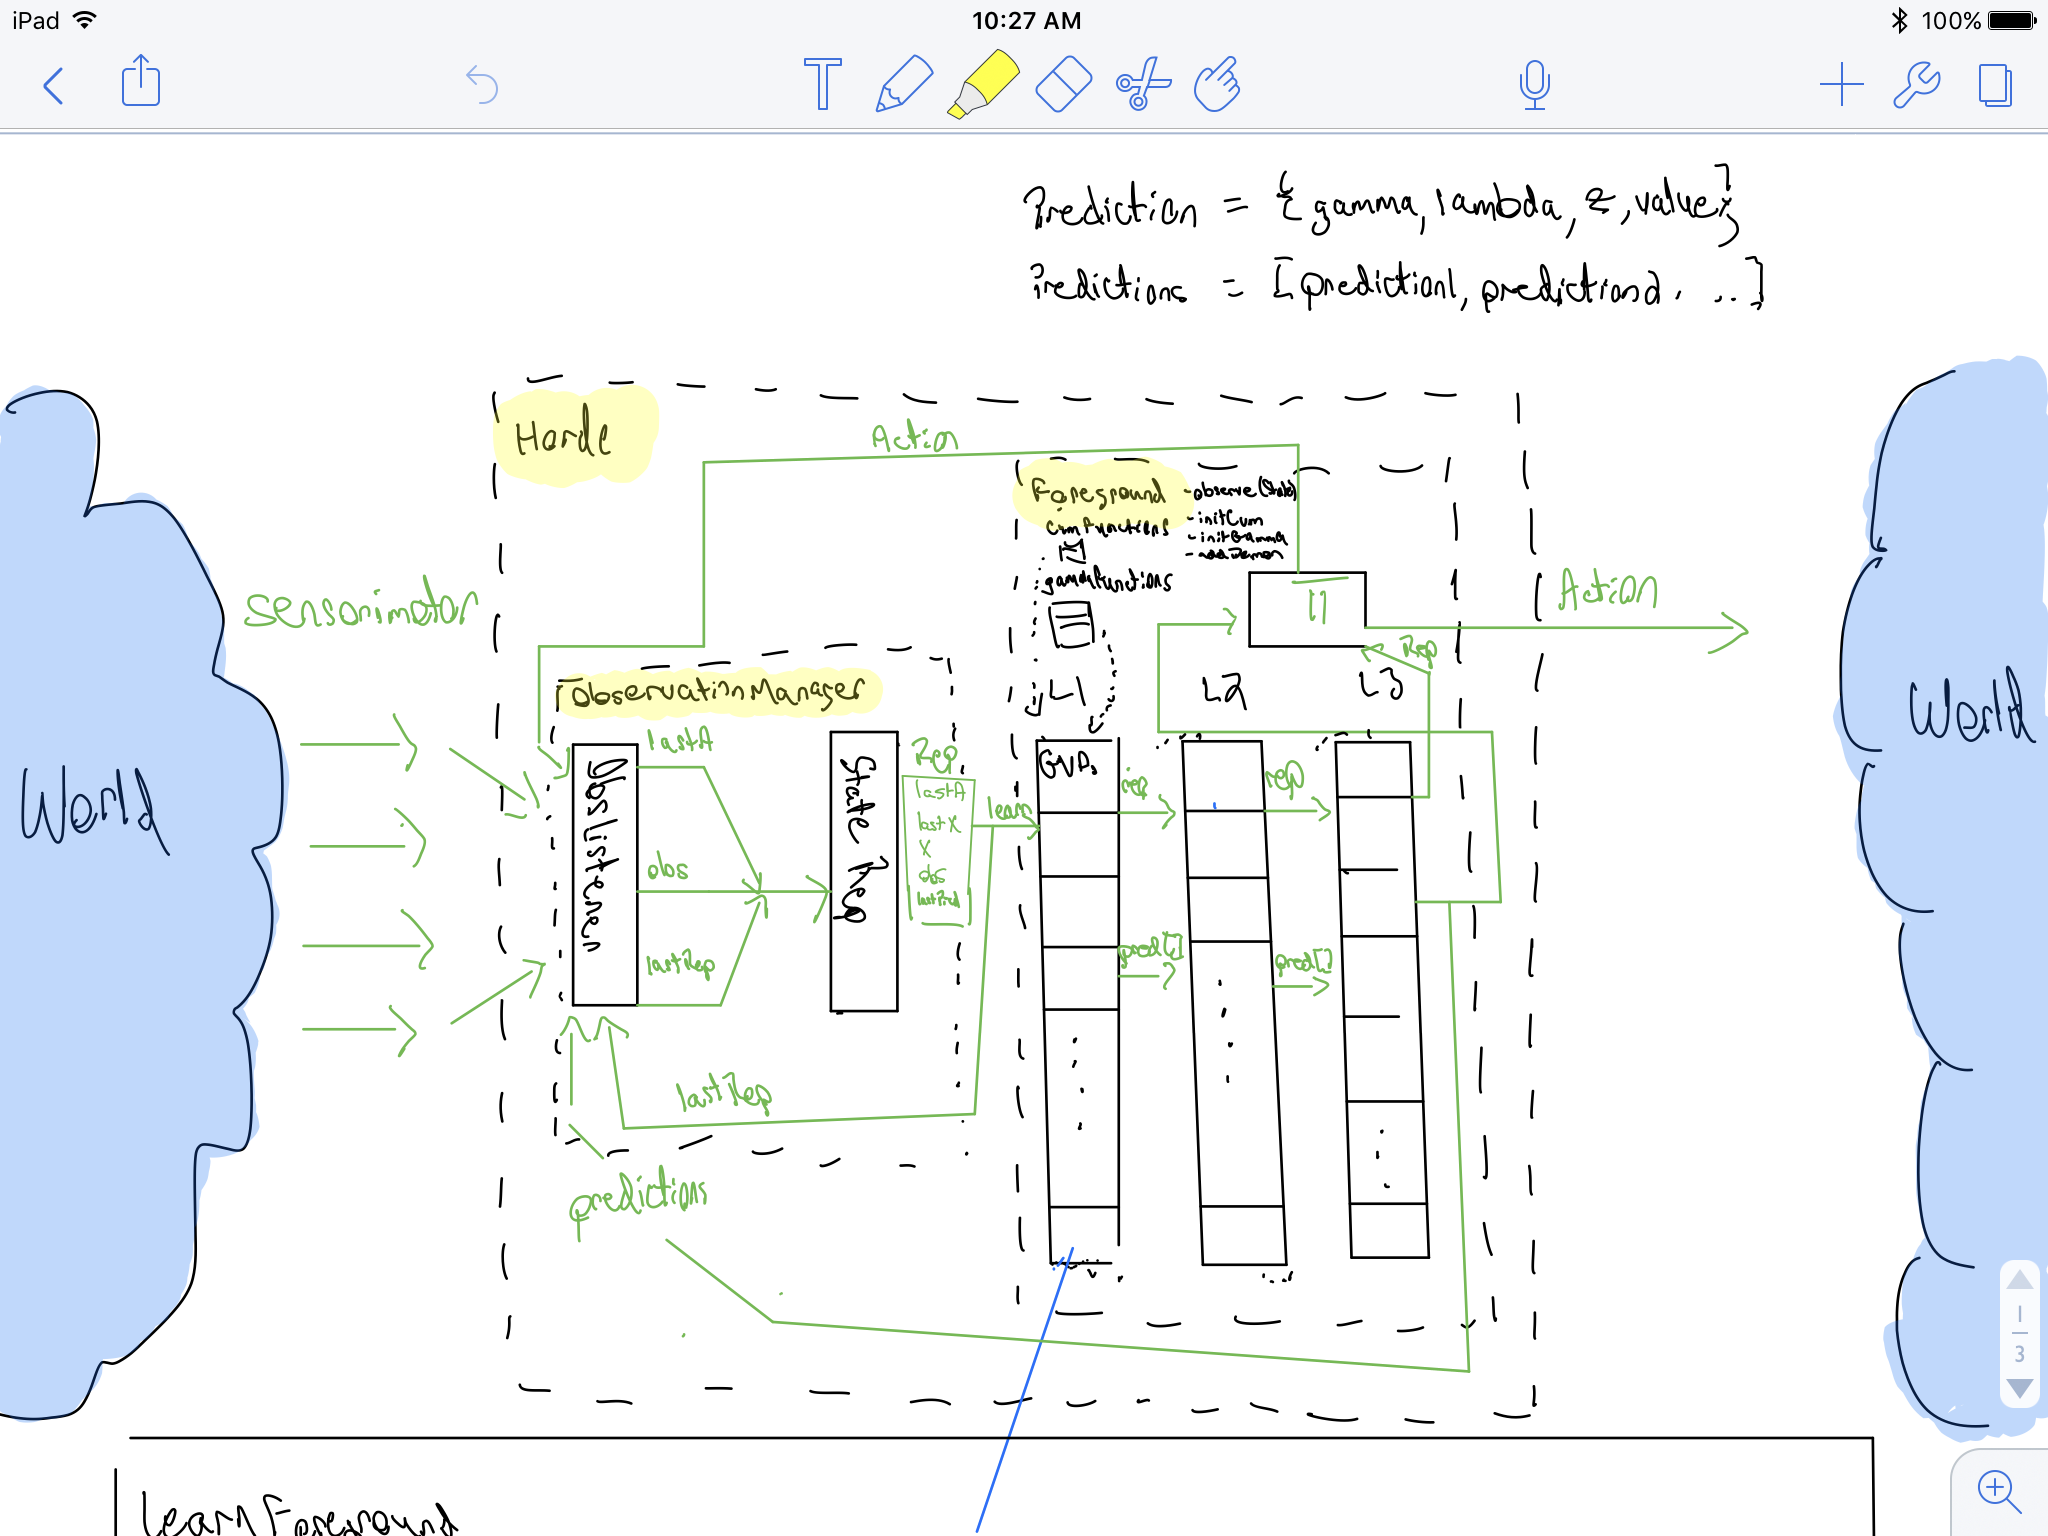 iPad
10:27 AM
100%
Prediction = {gamma, lambda, z, value}
Predictions = [prediction1, prediction2, ...]
Horde
Action
Foreground
- observe(State)
- initCum
- initGamma
- addDemon
cumFunctions
gammaFunctions
sensorimotor
Action
Rep
ObservationManager
L1
L2
L3
World
World
ObsListener
lastA
obs
lastRep
State Rep
Rep
lastA
lastX
X
obs
lastPred
learn
GVFs
rep
rep
pred[]
pred[]
lastRep
predictions
1
3
learnForeground